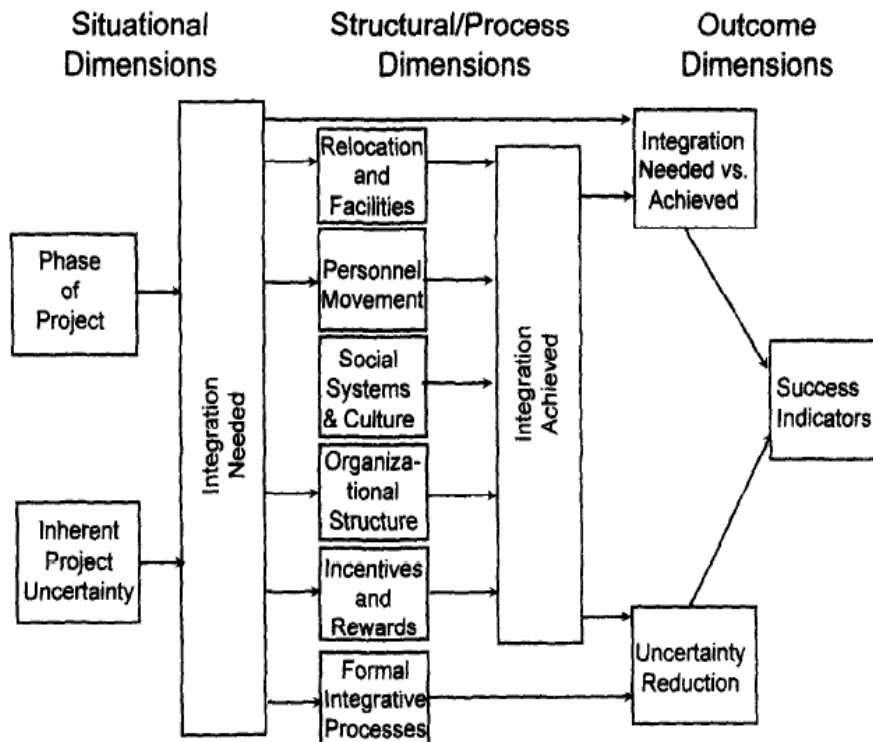 Situational
Dimensions
Structural/Process
Dimensions
Outcome
Dimensions
Phase
of
Project
Inherent
Project
Uncertainty
Integration
Needed
Relocation
and
Facilities
Personnel
Movement
Social
Systems
& Culture
Organiza-
tional
Structure
Incentives
and
Rewards
Formal
Integrative
Processes
Integration
Achieved
Integration
Needed vs.
Achieved
Uncertainty
Reduction
Success
Indicators